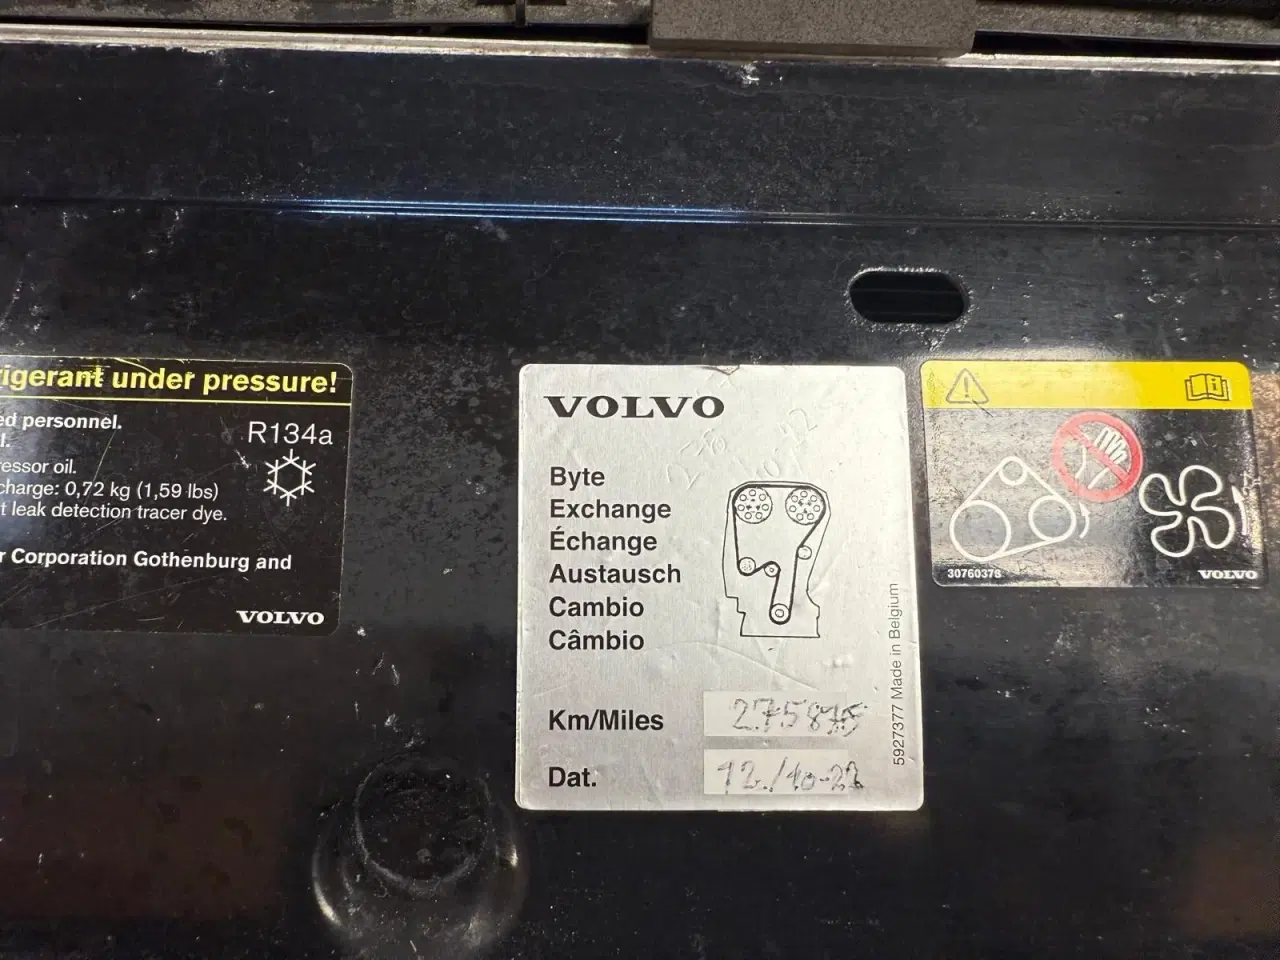 rigerant under pressure!
ed personnel.
l.
R134a
ressor oil.
charge: 0,72 kg (1,59 lbs)
t leak detection tracer dye.
r Corporation Gothenburg and
VOLVO
VOLVO
Byte
Exchange
Échange
Austausch
Cambio
Câmbio
Km/Miles 275875
Dat. 12./10-22
5927377 Made in Belgium
30760375
VOLVO